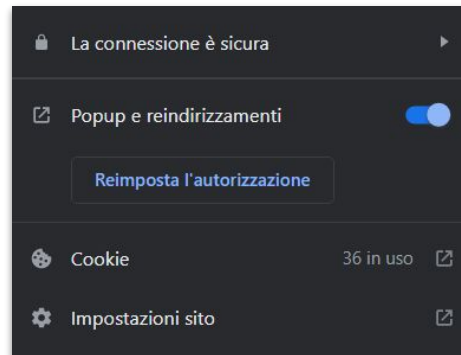 La connessione è sicura
Popup e reindirizzamenti
Reimposta l'autorizzazione
Cookie 36 in uso
Impostazioni sito